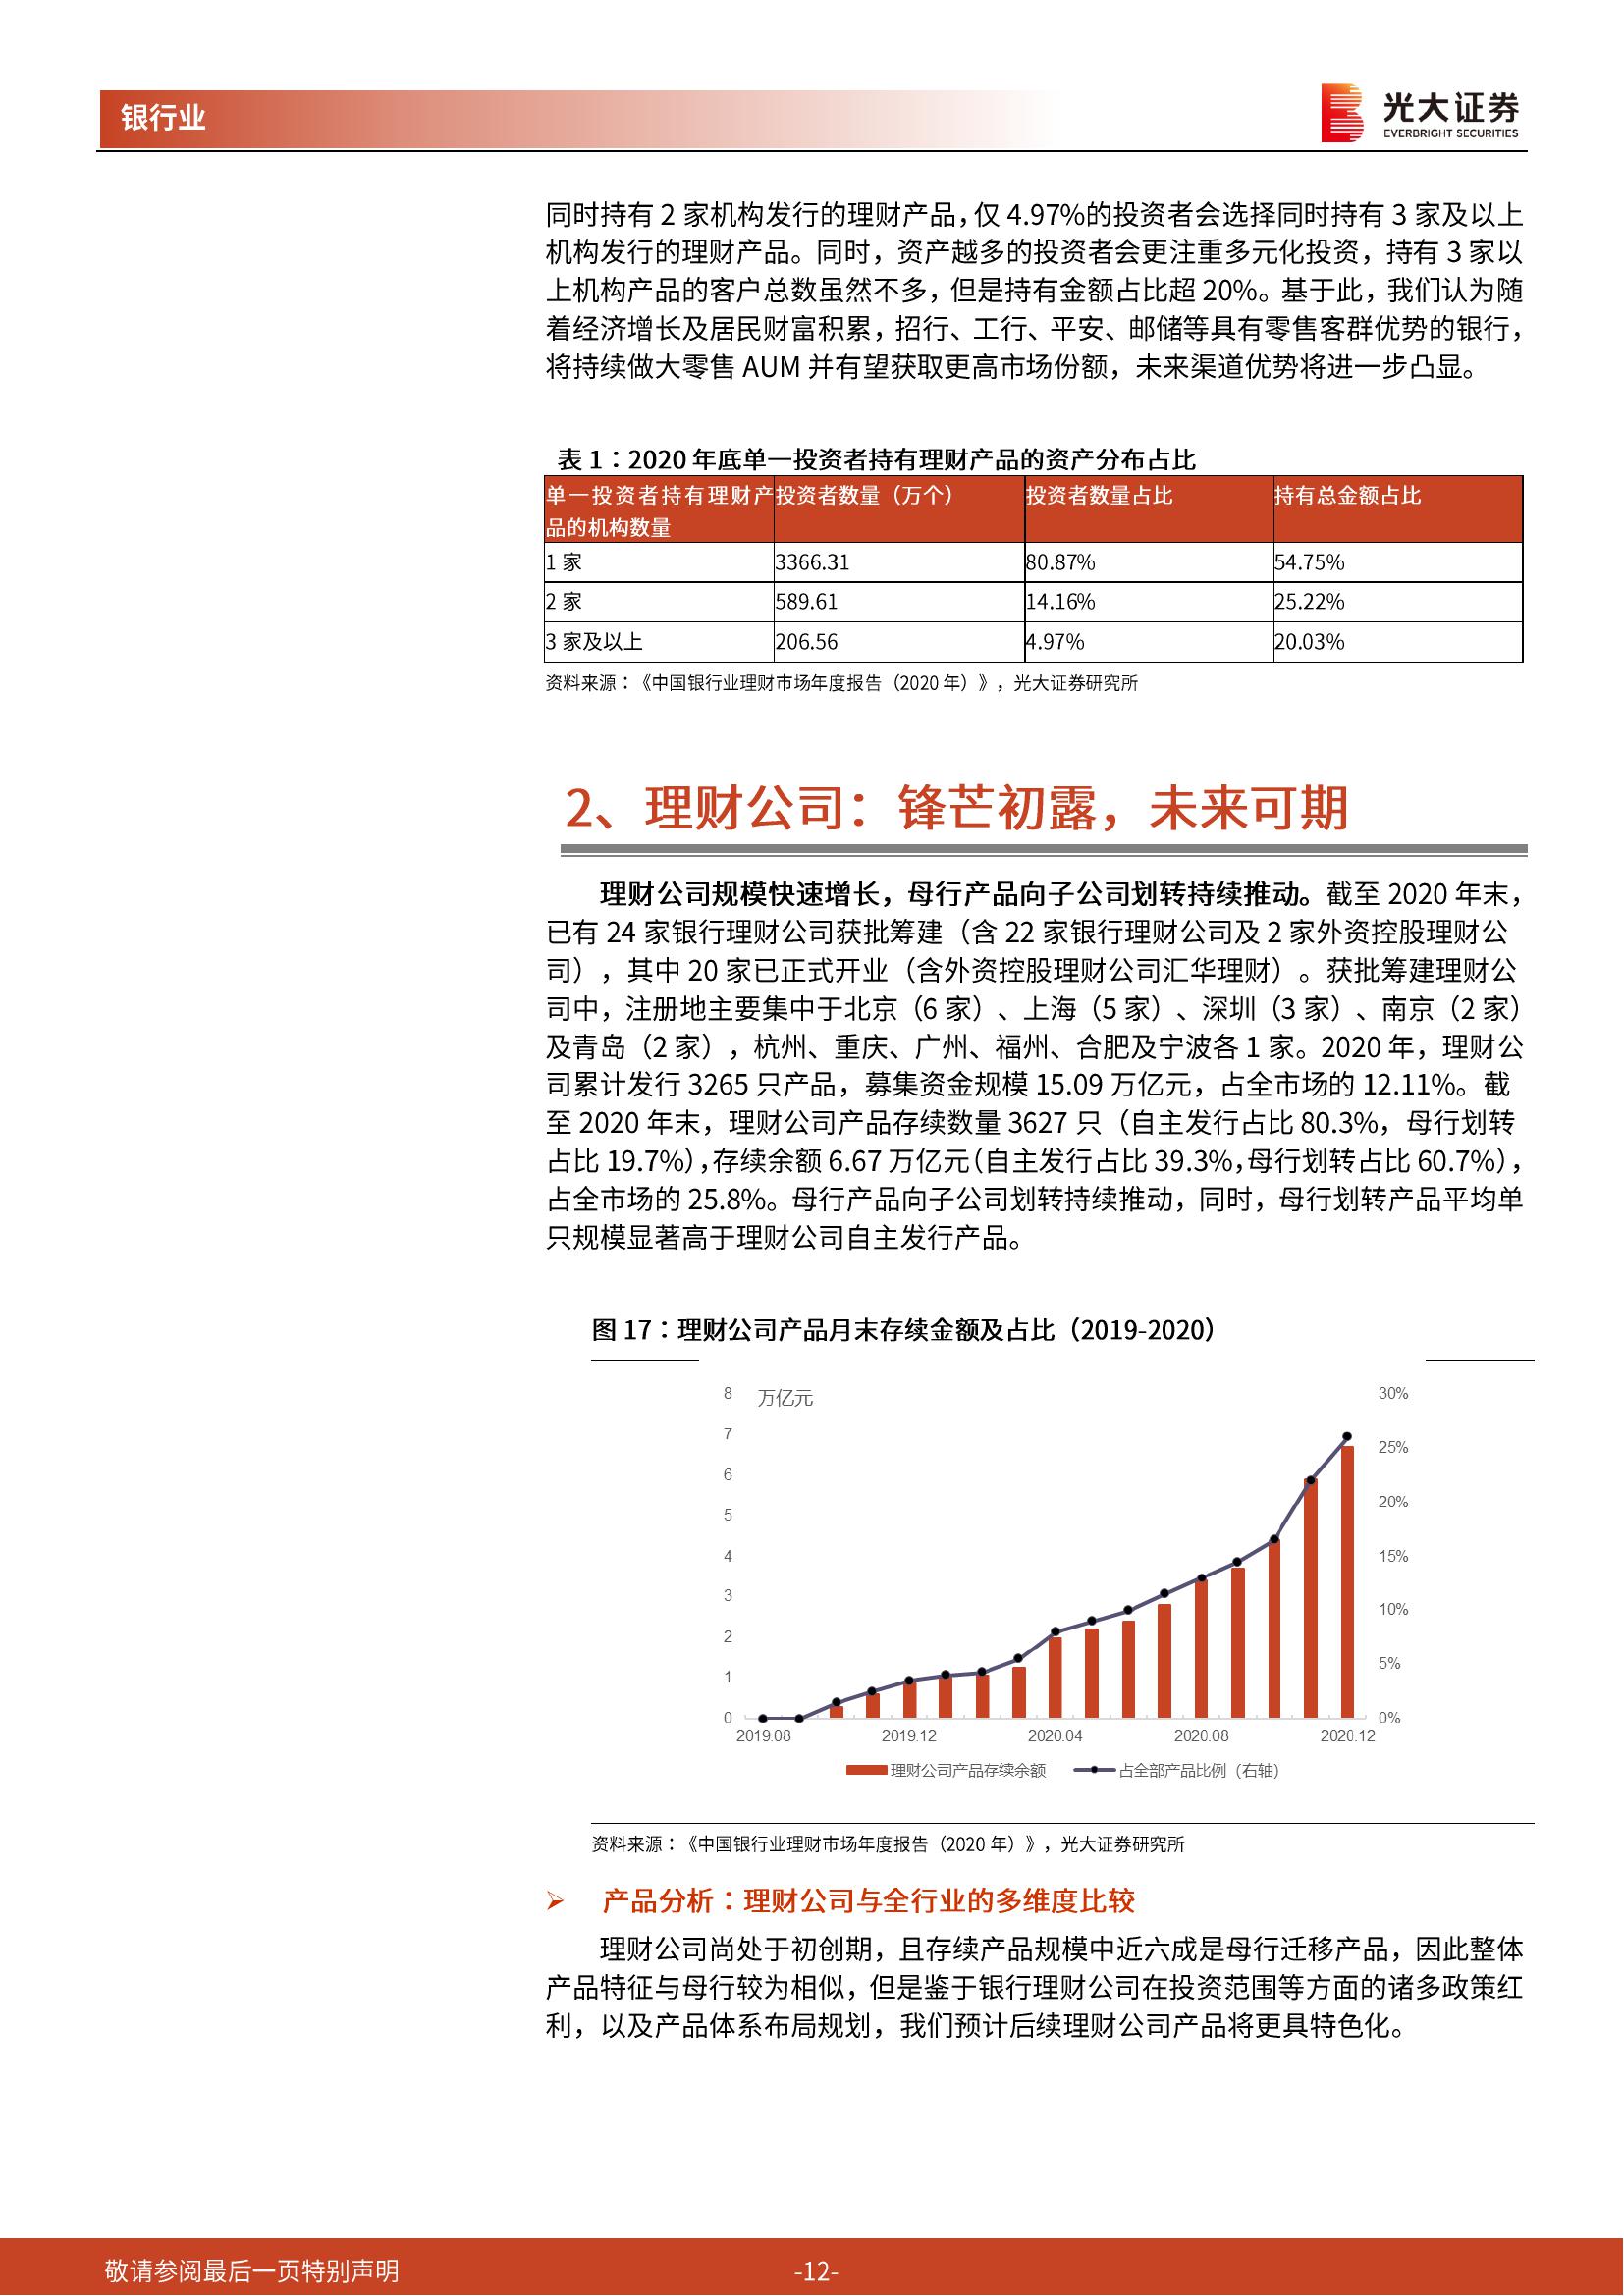 银行业
光大证券
EVERBRIGHT SECURITIES
同时持有 2 家机构发行的理财产品，仅 4.97%的投资者会选择同时持有 3 家及以上
机构发行的理财产品。同时，资产越多的投资者会更注重多元化投资，持有 3 家以
上机构产品的客户总数虽然不多，但是持有金额占比超 20%。基于此，我们认为随
着经济增长及居民财富积累，招行、工行、平安、邮储等具有零售客群优势的银行，
将持续做大零售 AUM 并有望获取更高市场份额，未来渠道优势将进一步凸显。
表 1：2020 年底单一投资者持有理财产品的资产分布占比
单一投资者持有理财产品的机构数量 投资者数量（万个） 投资者数量占比 持有总金额占比
1 家 3366.31 80.87% 54.75%
2 家 589.61 14.16% 25.22%
3 家及以上 206.56 4.97% 20.03%
资料来源：《中国银行业理财市场年度报告（2020 年）》，光大证券研究所
2、理财公司：锋芒初露，未来可期
理财公司规模快速增长，母行产品向子公司划转持续推动。截至 2020 年末，
已有 24 家银行理财公司获批筹建（含 22 家银行理财公司及 2 家外资控股理财公
司），其中 20 家已正式开业（含外资控股理财公司汇华理财）。获批筹建理财公
司中，注册地主要集中于北京（6 家）、上海（5 家）、深圳（3 家）、南京（2 家）
及青岛（2 家），杭州、重庆、广州、福州、合肥及宁波各 1 家。2020 年，理财公
司累计发行 3265 只产品，募集资金规模 15.09 万亿元，占全市场的 12.11%。截
至 2020 年末，理财公司产品存续数量 3627 只（自主发行占比 80.3%，母行划转
占比 19.7%），存续余额 6.67 万亿元（自主发行占比 39.3%，母行划转占比 60.7%），
占全市场的 25.8%。母行产品向子公司划转持续推动，同时，母行划转产品平均单
只规模显著高于理财公司自主发行产品。
图 17：理财公司产品月末存续金额及占比（2019-2020）
万亿元
8 30%
7 25%
6 20%
5 15%
4 10%
3 5%
2 0%
1
0
2019.08 2019.12 2020.04 2020.08 2020.12
理财公司产品存续余额 占全部产品比例（右轴）
资料来源：《中国银行业理财市场年度报告（2020 年）》，光大证券研究所
➢ 产品分析：理财公司与全行业的多维度比较
理财公司尚处于初创期，且存续产品规模中近六成是母行迁移产品，因此整体
产品特征与母行较为相似，但是鉴于银行理财公司在投资范围等方面的诸多政策红
利，以及产品体系布局规划，我们预计后续理财公司产品将更具特色化。
敬请参阅最后一页特别声明 -12-